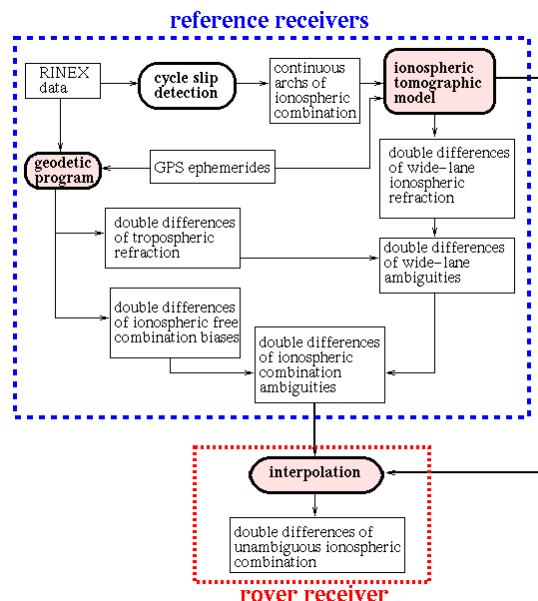 reference receivers
RINEX
data
cycle slip
detection
continuous
archs of
ionospheric
combination
ionospheric
tomographic
model
geodetic
program
GPS ephemerides
double differences
of wide-lane
ionospheric
refraction
double differences
of tropospheric
refraction
double differences
of wide-lane
ambiguities
double differences
of ionospheric free
combination biases
double differences
of ionospheric
combination
ambiguities
interpolation
double differences of
unambiguous ionospheric
combination
rover receiver